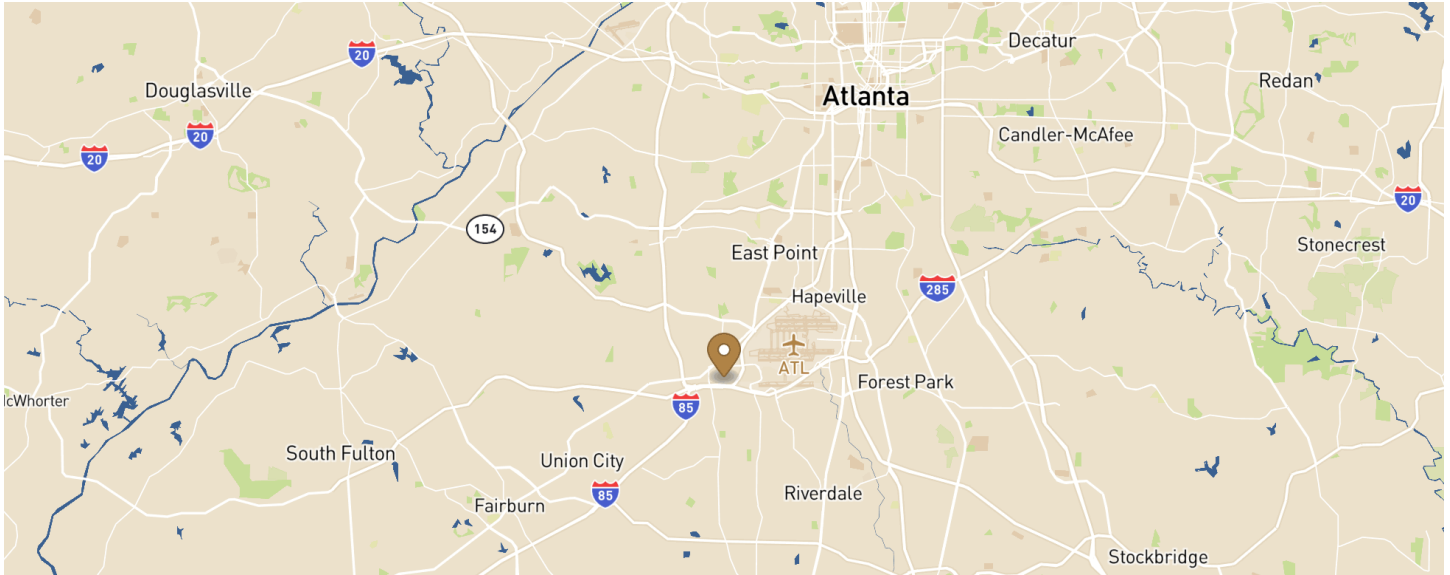 Decatur
20
Redan
Douglasville
Atlanta
20
Candler-McAfee
20
20
154
Stonecrest
East Point
285
Hapeville
ATL
Forest Park
cWhorter
85
South Fulton
Union City
85
Riverdale
Fairburn
Stockbridge